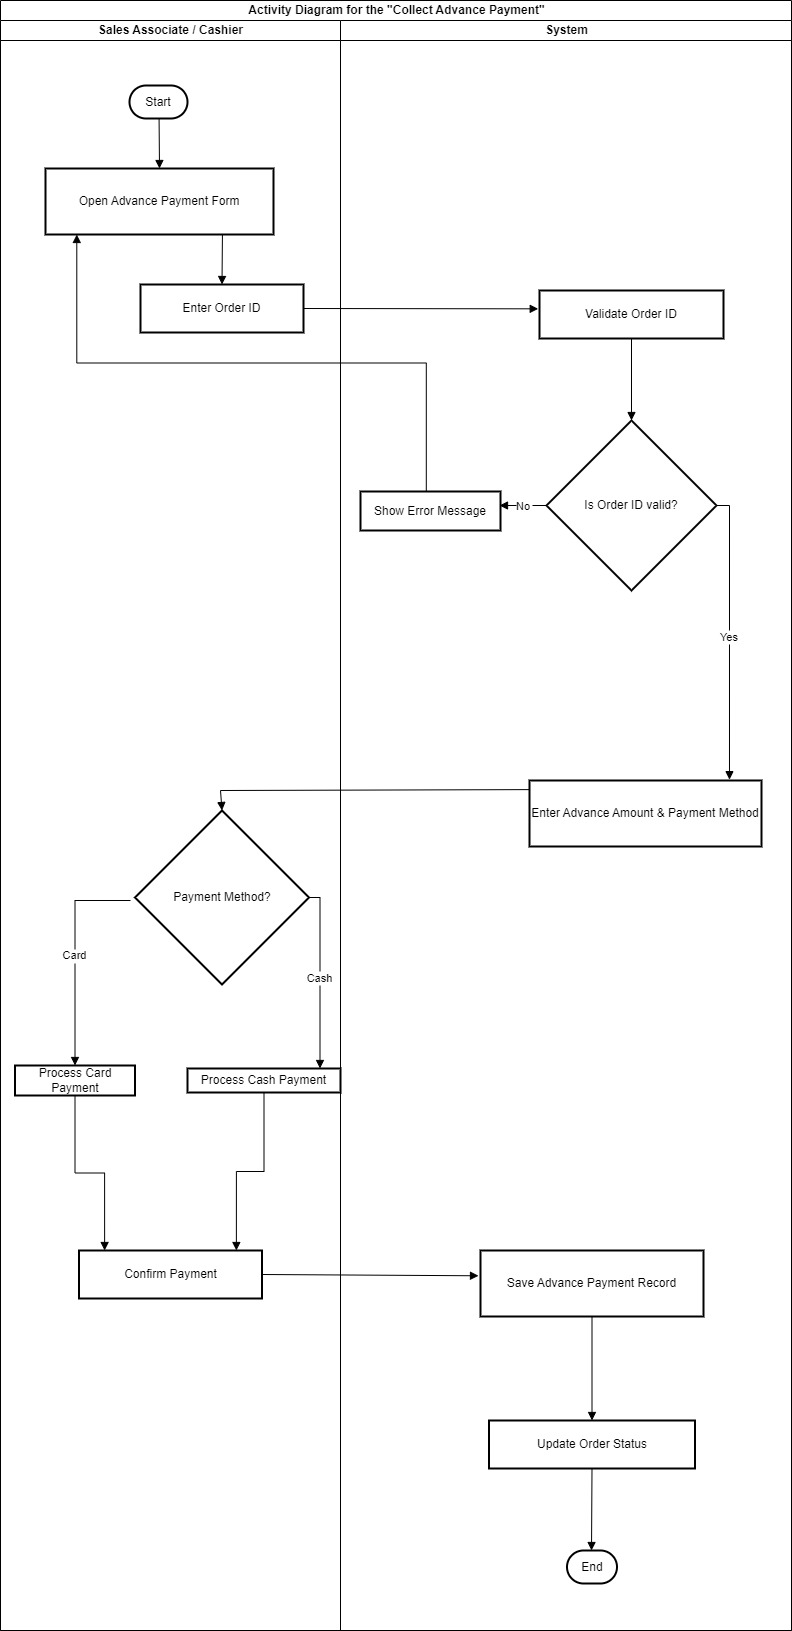 Activity Diagram for the "Collect Advance Payment"
Sales Associate / Cashier
System
Start
Open Advance Payment Form
Enter Order ID
Validate Order ID
Is Order ID valid?
No
Show Error Message
Yes
Enter Advance Amount & Payment Method
Payment Method?
Card
Cash
Process Card
Payment
Process Cash Payment
Confirm Payment
Save Advance Payment Record
Update Order Status
End